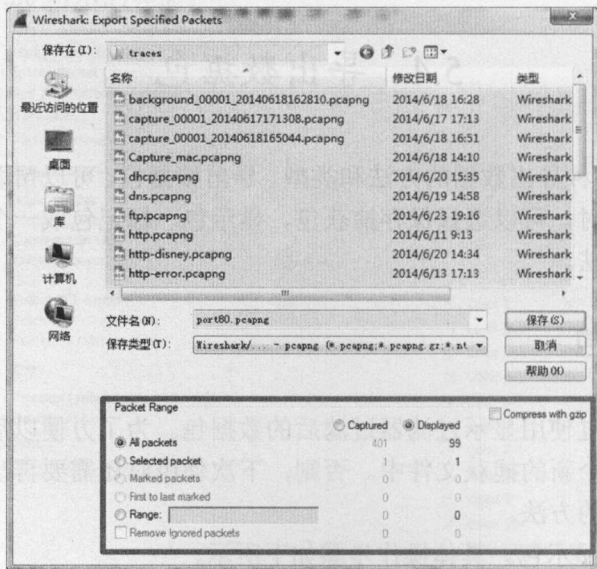 Wireshark: Export Specified Packets
保存在(I): traces
名称 修改日期 类型
background_00001_20140618162810.pcapng 2014/6/18 16:28 Wireshark
capture_00001_20140617171308.pcapng 2014/6/17 17:13 Wireshark
capture_00001_20140618165044.pcapng 2014/6/18 16:51 Wireshark
Capture_mac.pcapng 2014/6/18 14:10 Wireshark
dhcp.pcapng 2014/6/20 15:35 Wireshark
dns.pcapng 2014/6/19 14:58 Wireshark
ftp.pcapng 2014/6/23 19:16 Wireshark
http.pcapng 2014/6/11 9:13 Wireshark
http-disney.pcapng 2014/6/20 14:34 Wireshark
http-error.pcapng 2014/6/13 17:13 Wireshark
最近访问的位置
桌面
库
计算机
网络
文件名(N): port80.pcapng 保存(S)
保存类型(T): Wireshark/... - pcapng (*.pcapng;*.pcapng.gz;*.nt 取消
帮助(H)
Packet Range
Captured Displayed Compress with gzip
All packets 401 99
Selected packet 1 1
Marked packets 0 0
First to last marked 0 0
Range: 0 0
Remove Ignored packets 0 0